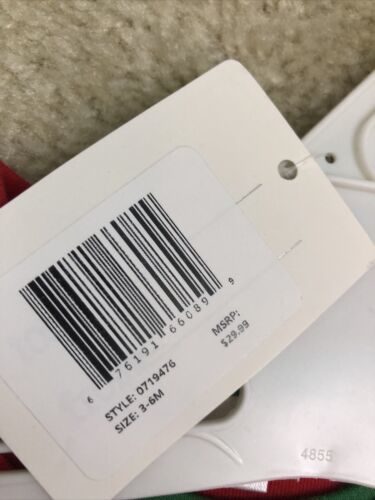 6 76191 66089 9
STYLE: 0719476
SIZE: 3-6M
MSRP:
$29.99
4855